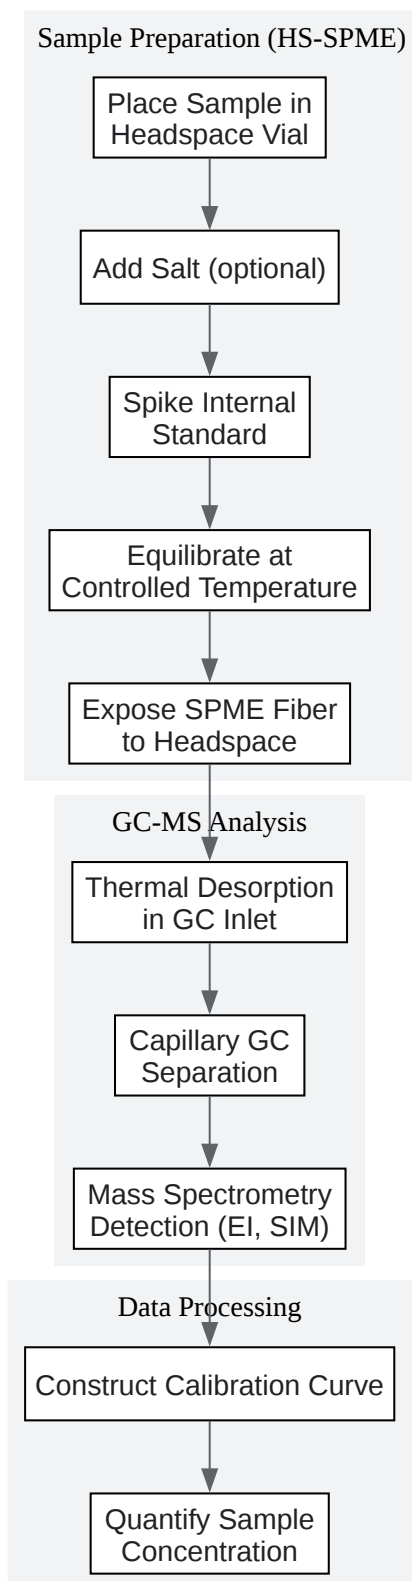 Sample Preparation (HS-SPME)
Place Sample in
Headspace Vial
Add Salt (optional)
Spike Internal
Standard
Equilibrate at
Controlled Temperature
Expose SPME Fiber
to Headspace
GC-MS Analysis
Thermal Desorption
in GC Inlet
Capillary GC
Separation
Mass Spectrometry
Detection (EI, SIM)
Data Processing
Construct Calibration Curve
Quantify Sample
Concentration